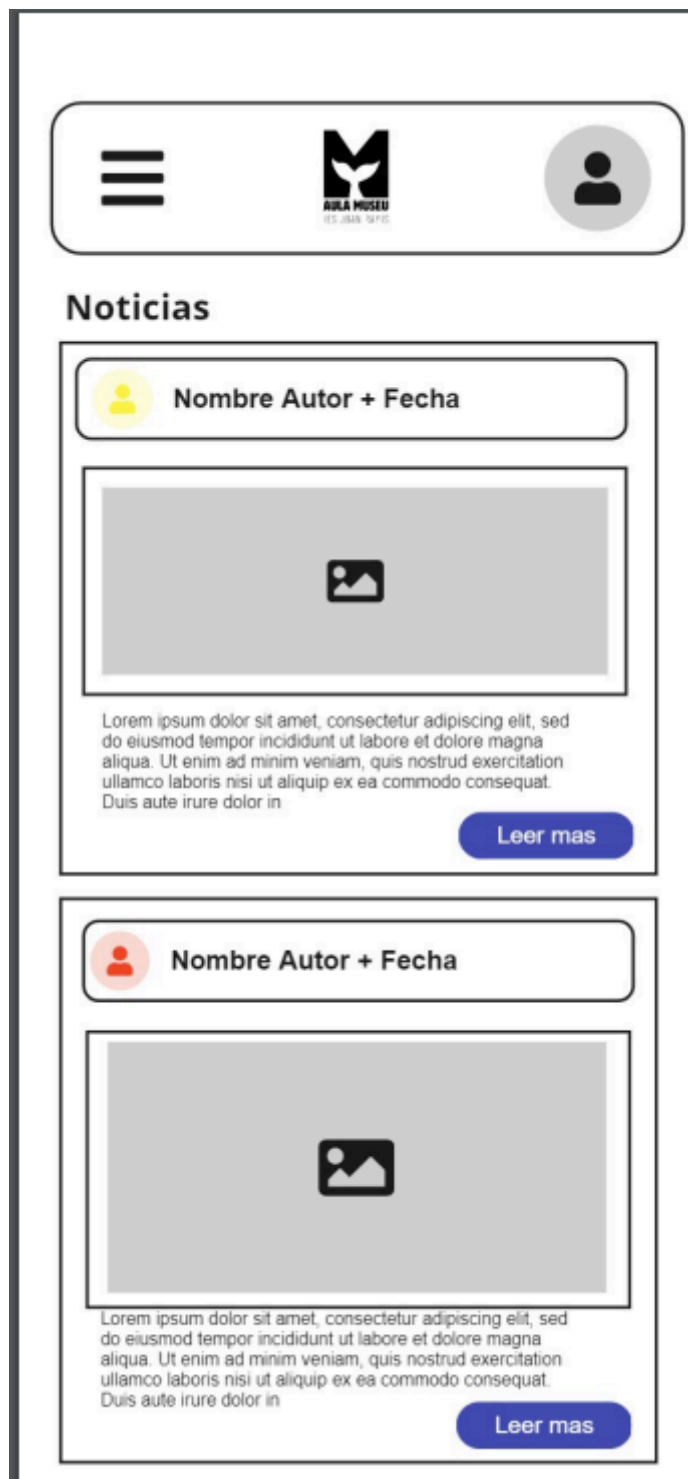 AULA MUSEU
Noticias
Nombre Autor + Fecha
Lorem ipsum dolor sit amet, consectetur adipiscing elit, sed
do eiusmod tempor incididunt ut labore et dolore magna
aliqua. Ut enim ad minim veniam, quis nostrud exercitation
ullamco laboris nisi ut aliquip ex ea commodo consequat.
Duis aute irure dolor in
Leer mas
Nombre Autor + Fecha
Lorem ipsum dolor sit amet, consectetur adipiscing elit, sed
do eiusmod tempor incididunt ut labore et dolore magna
aliqua. Ut enim ad minim veniam, quis nostrud exercitation
ullamco laboris nisi ut aliquip ex ea commodo consequat.
Duis aute irure dolor in
Leer mas